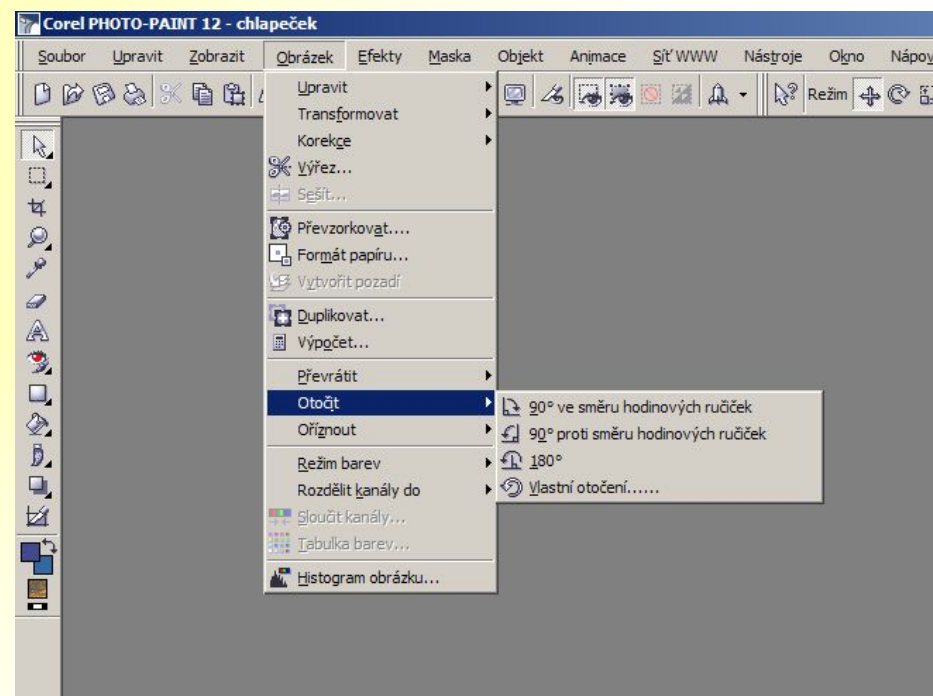 Corel PHOTO-PAINT 12 - chlapeček
Soubor Upravit Zobrazit Obrázek Efekty Maska Objekt Animace Síť WWW Nástroje Okno Nápov
Režim
Upravit
Transformovat
Korekce
Výřez...
Sešít...
Převzorkovat....
Formát papíru...
Vytvořit pozadí
Duplikovat...
Výpočet...
Převrátit
Otočit
90° ve směru hodinových ručiček
90° proti směru hodinových ručiček
180°
Vlastní otočení......
Oříznout
Režim barev
Rozdělit kanály do
Sloučit kanály...
Tabulka barev...
Histogram obrázku...